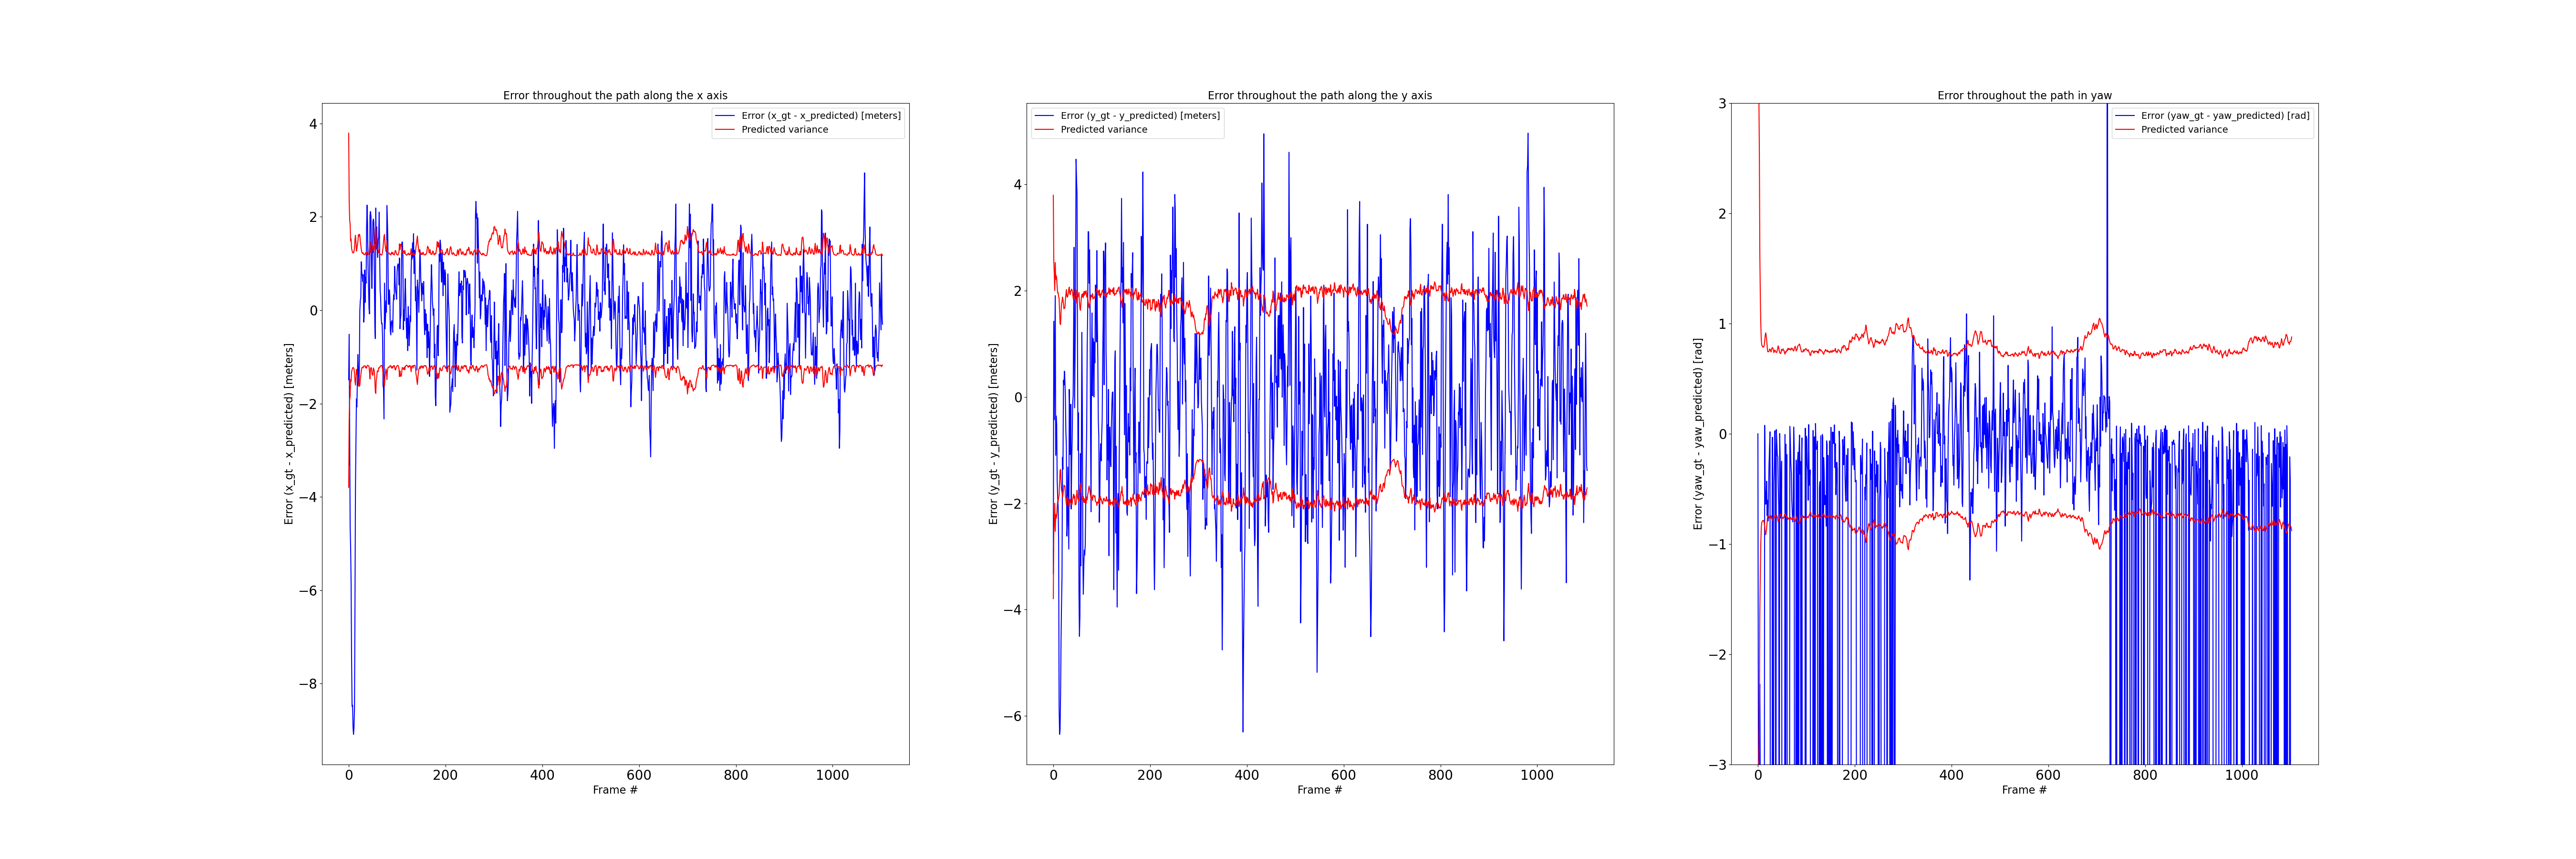 Error throughout the path along the x axis
Error (x_gt - x_predicted) [meters]
Predicted variance
4
2
0
−2
−4
−6
−8
Error (x_gt - x_predicted) [meters]
0 200 400 600 800 1000
Frame #
Error throughout the path along the y axis
Error (y_gt - y_predicted) [meters]
Predicted variance
4
2
0
−2
−4
−6
Error (y_gt - y_predicted) [meters]
0 200 400 600 800 1000
Frame #
Error throughout the path in yaw
Error (yaw_gt - yaw_predicted) [rad]
Predicted variance
3
2
1
0
−1
−2
−3
Error (yaw_gt - yaw_predicted) [rad]
0 200 400 600 800 1000
Frame #